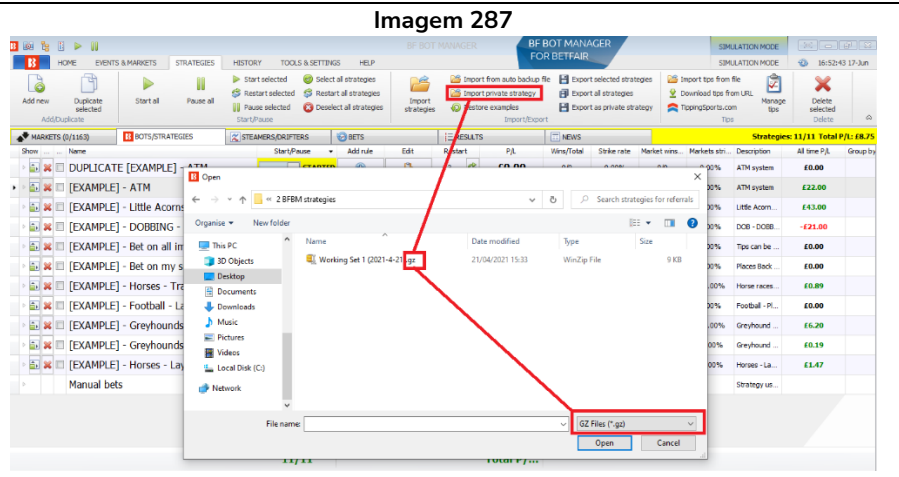 Imagem 287
BF BOT MANAGER
BF BOT MANAGER
FOR BETFAIR
SIMULATION MODE
B HOME EVENTS & MARKETS STRATEGIES HISTORY TOOLS & SETTINGS HELP
SIMULATION MODE 16:52:43 17-Jun
Add new
Duplicate selected
Start all
Pause all
Start selected
Restart selected
Pause selected
Select all strategies
Restart all strategies
Deselect all strategies
Import strategies
Import from auto backup file
Import private strategy
Restore examples
Export selected strategies
Export all strategies
Export as private strategy
Import tips from file
Download tips from URL
TippingSports.com
Manage tips
Delete selected
Add/Duplicate Start/Pause Import/Export Tips Delete
MARKETS (0/1163) BOTS/STRATEGIES STEAMERS/DRIFTERS BETS RESULTS NEWS Strategies: 11/11 Total P/L: £8.75
Show ... ... Name Start/Pause Add rule Edit Restart P/L Wins/Total Strike rate Market wins... Markets stri... Description All time P/L Group by
DUPLICATE [EXAMPLE] - ATM ATM system £0.00
[EXAMPLE] - ATM ATM system £22.00
[EXAMPLE] - Little Acorns Little Acorn... £43.00
[EXAMPLE] - DOBBING - DOB - DOBB... -£21.00
[EXAMPLE] - Bet on all im Tips can be ... £0.00
[EXAMPLE] - Bet on my s Places Back ... £0.00
[EXAMPLE] - Horses - Tra Horse races... £0.89
[EXAMPLE] - Football - La Football - Pl... £0.00
[EXAMPLE] - Greyhounds Greyhound ... £6.20
[EXAMPLE] - Greyhounds Greyhound ... £0.19
[EXAMPLE] - Horses - Lay Horses - La... £1.47
Manual bets Strategy us...
Open
2 BFBM strategies
Search strategies for referrals
Organise New folder
This PC
3D Objects
Desktop
Documents
Downloads
Music
Pictures
Videos
Local Disk (C:)
Network
Name Date modified Type Size
Working Set 1 (2021-4-21).gz 21/04/2021 15:33 WinZip File 9 KB
File name: GZ Files (*.gz)
Open Cancel
11/11